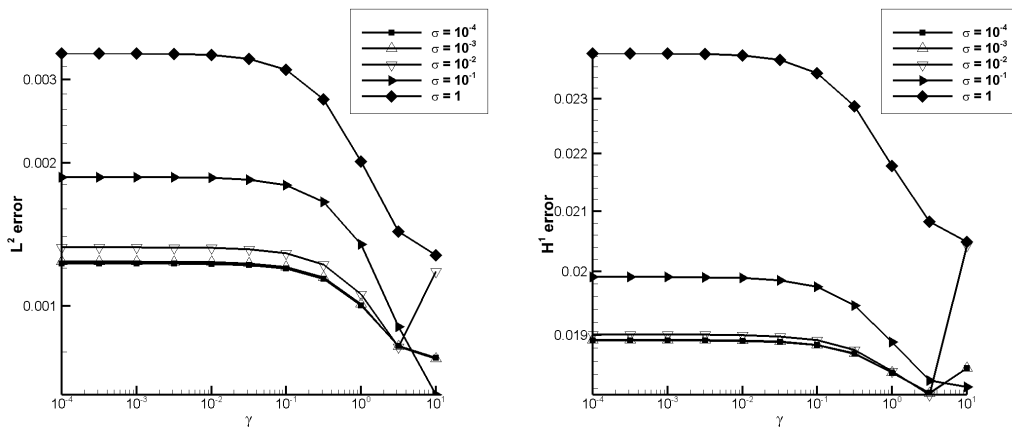 L² error
0.003
0.002
0.001
10⁻⁴
10⁻³
10⁻²
10⁻¹
10⁰
10¹
γ
σ = 10⁻⁴
σ = 10⁻³
σ = 10⁻²
σ = 10⁻¹
σ = 1
H¹ error
0.023
0.022
0.021
0.02
0.019
10⁻⁴
10⁻³
10⁻²
10⁻¹
10⁰
10¹
γ
σ = 10⁻⁴
σ = 10⁻³
σ = 10⁻²
σ = 10⁻¹
σ = 1